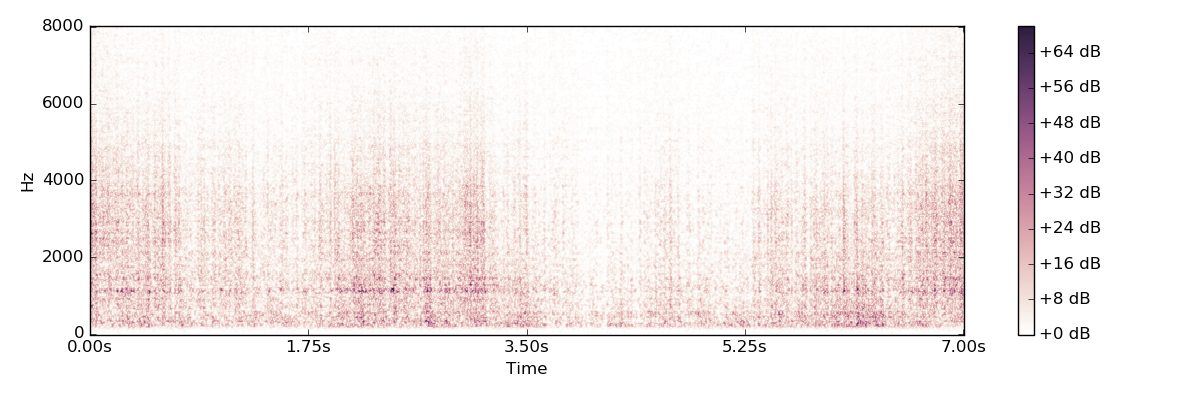 8000
6000
4000
2000
0
Hz
0.00s
1.75s
3.50s
5.25s
7.00s
Time
+64 dB
+56 dB
+48 dB
+40 dB
+32 dB
+24 dB
+16 dB
+8 dB
+0 dB